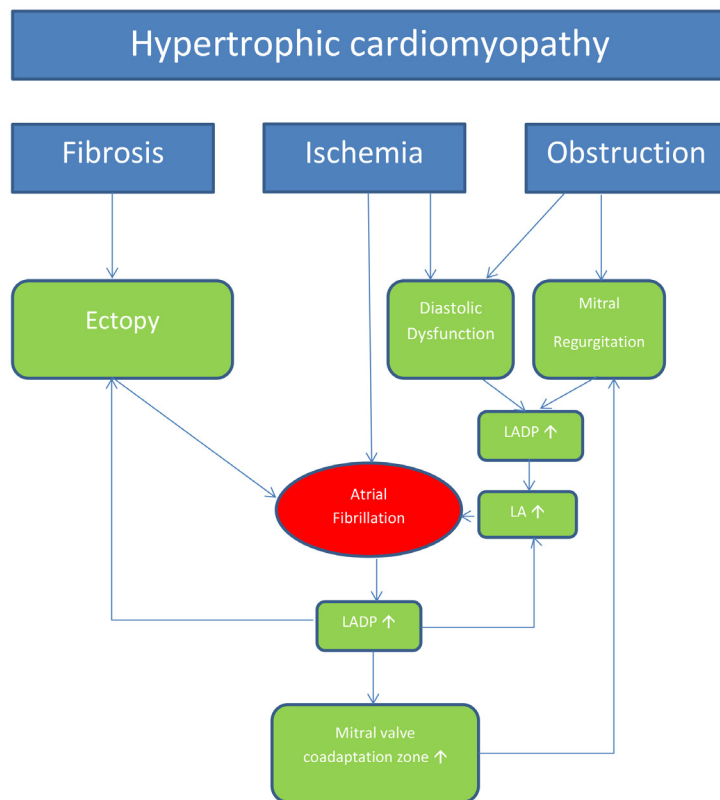 Hypertrophic cardiomyopathy
Fibrosis
Ischemia
Obstruction
Ectopy
Diastolic
Dysfunction
Mitral
Regurgitation
LADP ↑
LA ↑
Atrial
Fibrillation
LADP ↑
Mitral valve
coadaptation zone ↑